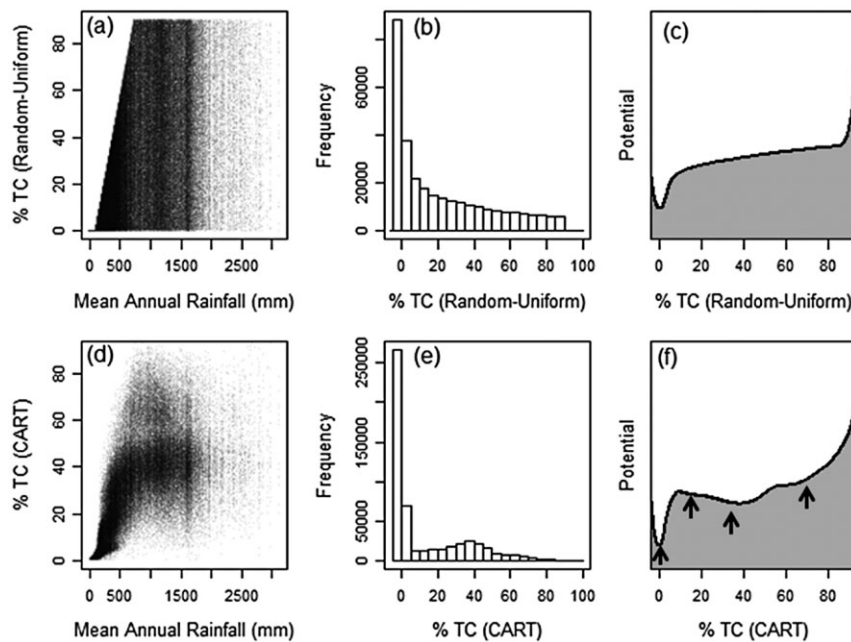 (a)
% TC (Random-Uniform)
0 20 40 60 80
0 500 1500 2500
Mean Annual Rainfall (mm)
(b)
Frequency
0 20000 60000
0 20 40 60 80 100
% TC (Random-Uniform)
(c)
Potential
0 20 40 60 80
% TC (Random-Uniform)
(d)
% TC (CART)
0 20 40 60 80
0 500 1500 2500
Mean Annual Rainfall (mm)
(e)
Frequency
0 50000 150000 250000
0 20 40 60 80 100
% TC (CART)
(f)
Potential
0 20 40 60 80
% TC (CART)